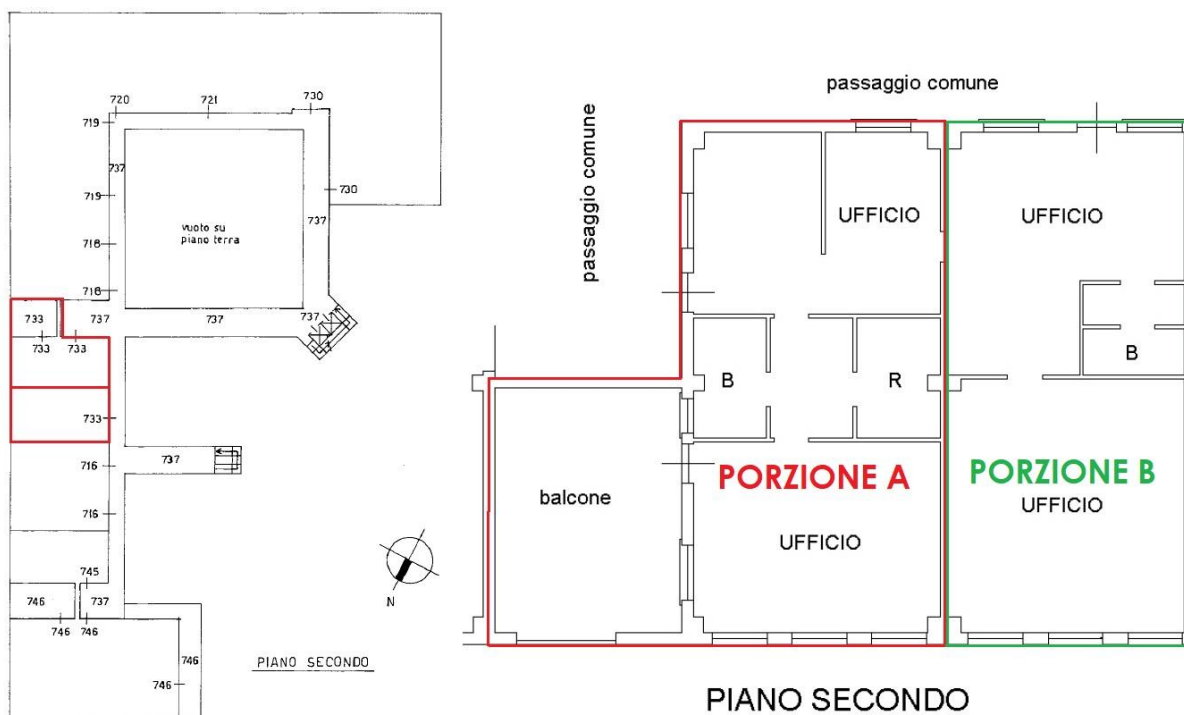 720
721
730
719
737
719
730
vuoto su
piano terra
737
718
718
733
737
737
737
733
733
733
716
737
716
745
746
737
746
746
746
746
N
PIANO SECONDO
passaggio comune
passaggio comune
UFFICIO
UFFICIO
B
R
B
PORZIONE A
PORZIONE B
balcone
UFFICIO
UFFICIO
PIANO SECONDO